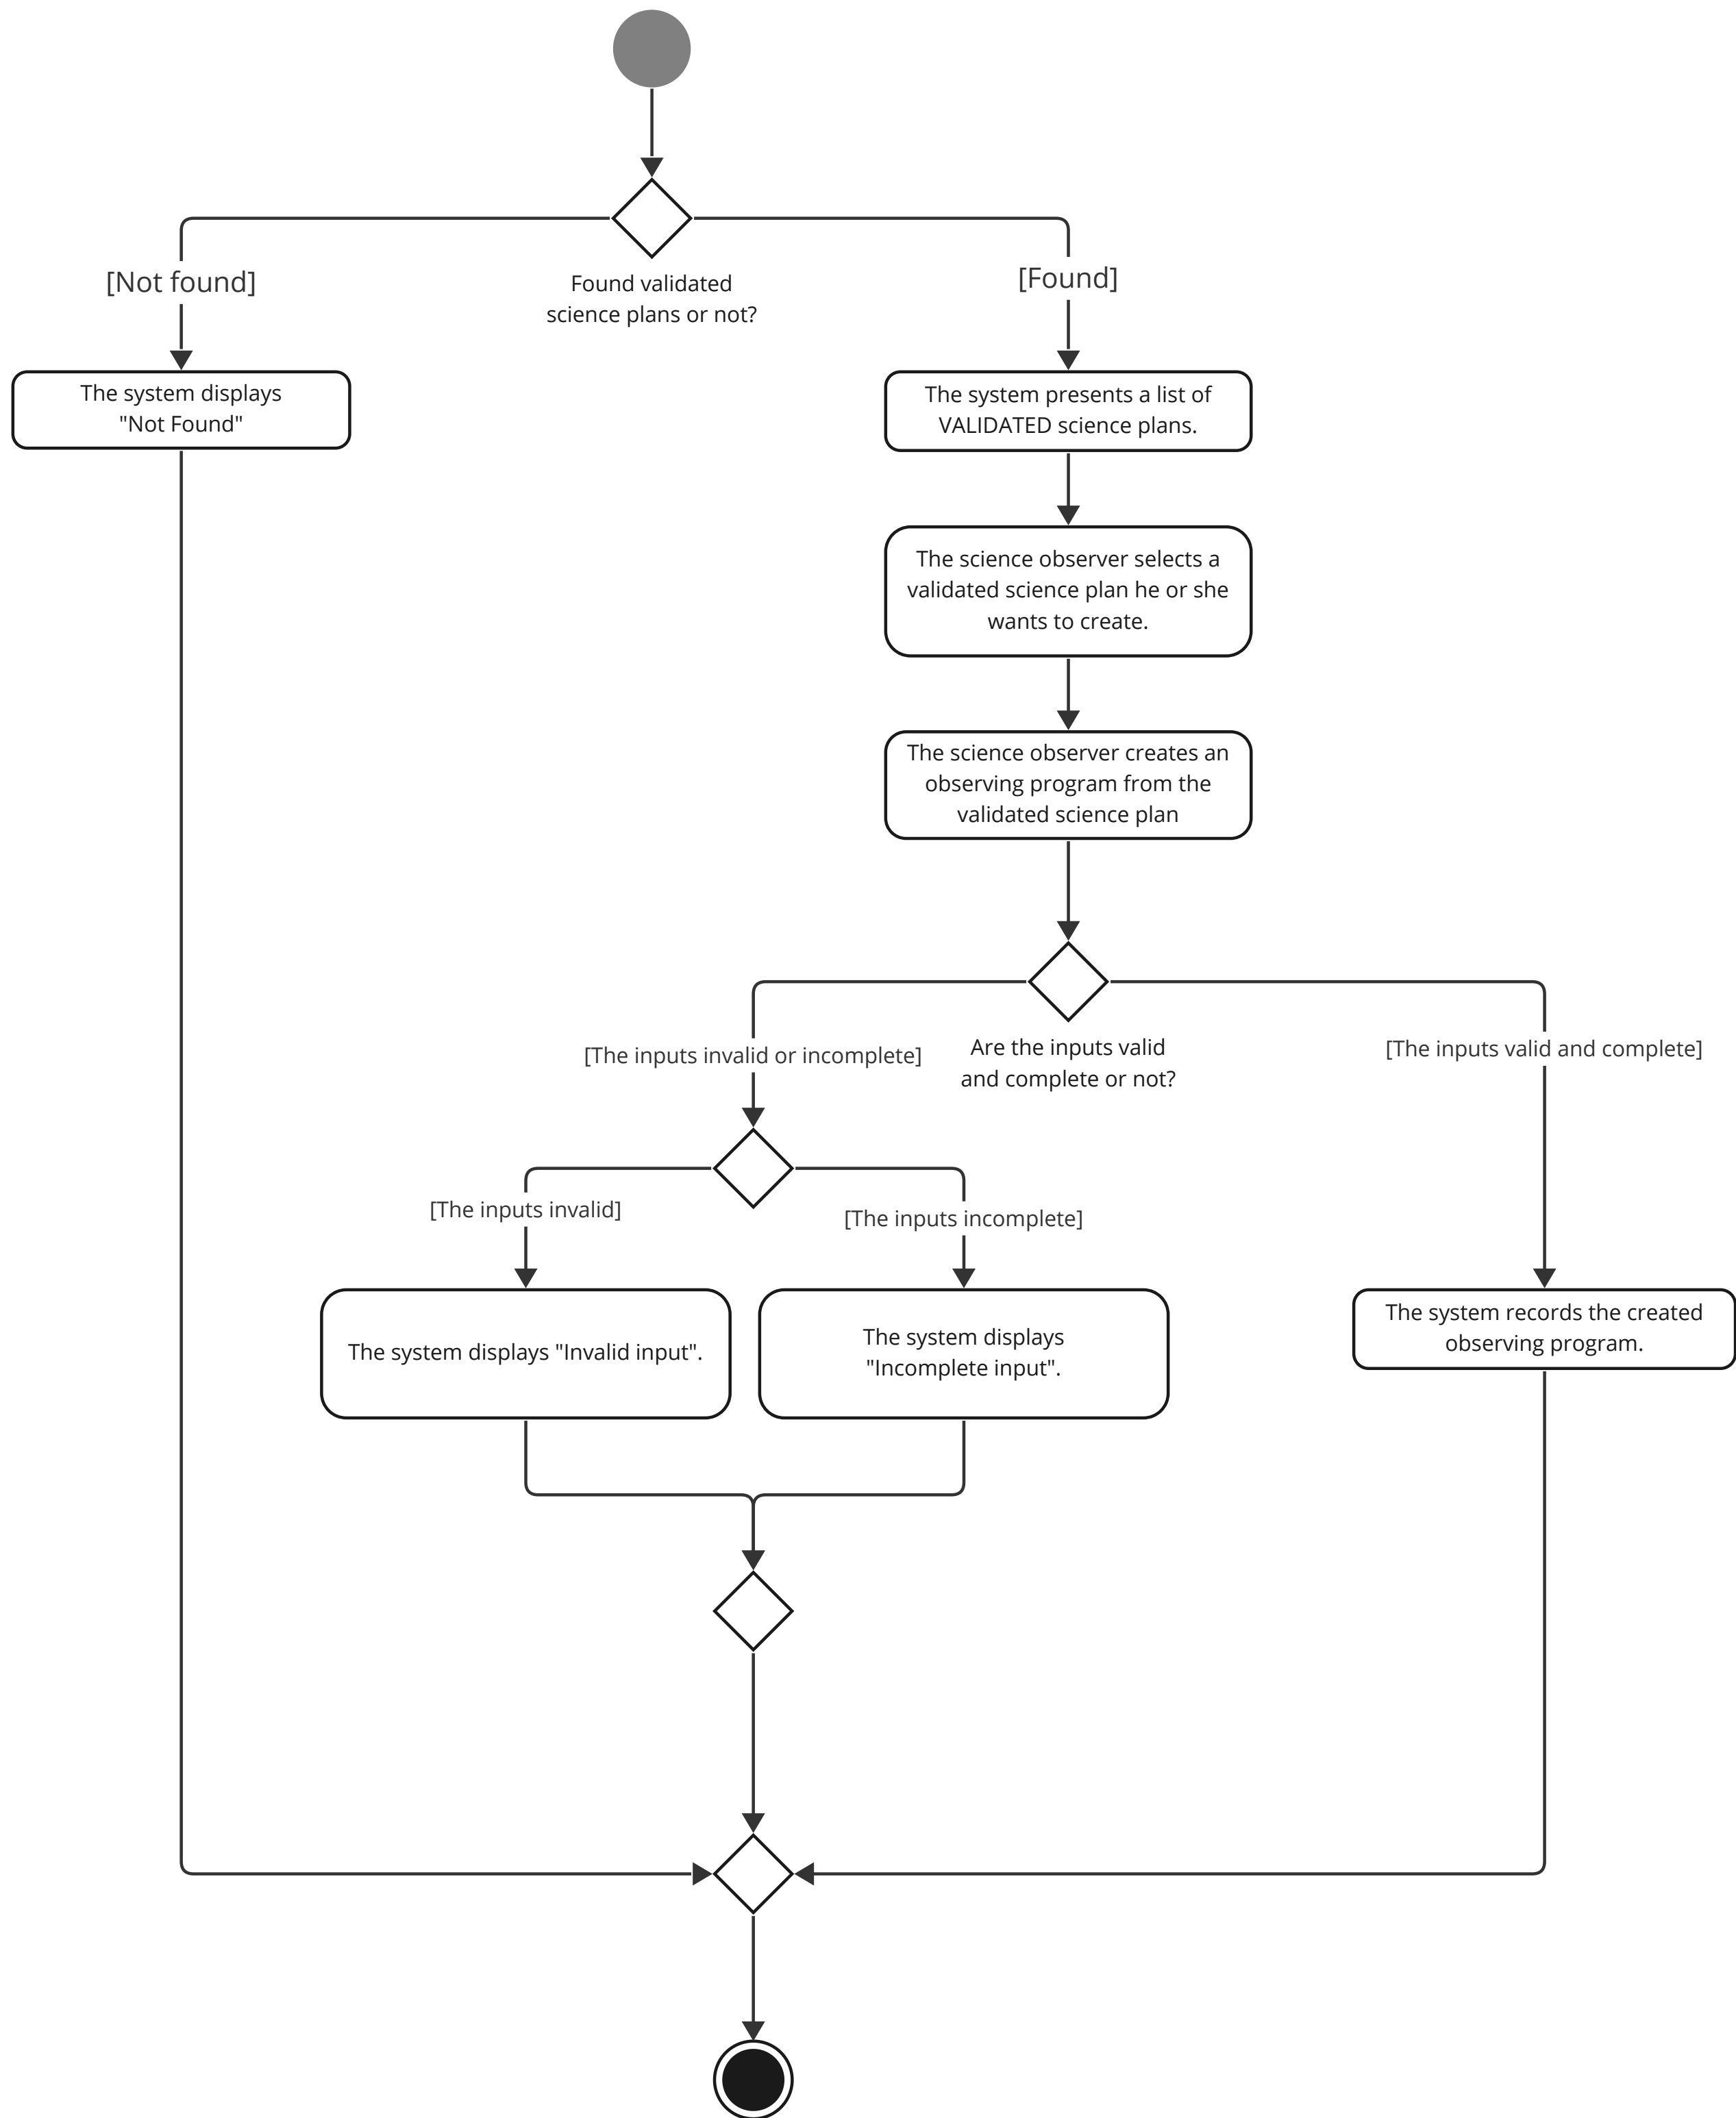 [Not found]
Found validated
science plans or not?
[Found]
The system displays
"Not Found"
The system presents a list of
VALIDATED science plans.
The science observer selects a
validated science plan he or she
wants to create.
The science observer creates an
observing program from the
validated science plan
[The inputs invalid or incomplete]
Are the inputs valid
and complete or not?
[The inputs valid and complete]
[The inputs invalid]
[The inputs incomplete]
The system displays "Invalid input".
The system displays
"Incomplete input".
The system records the created
observing program.